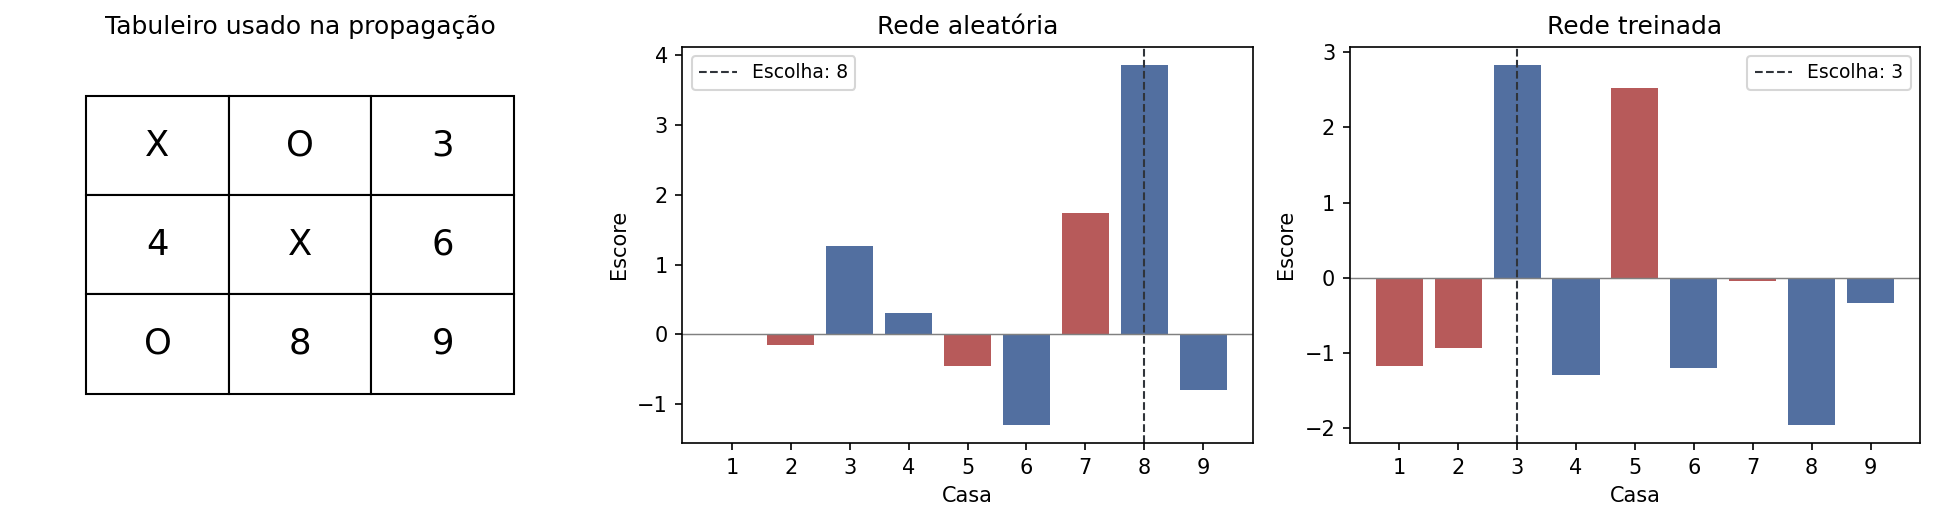 Tabuleiro usado na propagação
X O 3
4 X 6
O 8 9
Rede aleatória
Escolha: 8
Escore
4
3
2
1
0
−1
1 2 3 4 5 6 7 8 9
Casa
Rede treinada
Escolha: 3
Escore
3
2
1
0
−1
−2
1 2 3 4 5 6 7 8 9
Casa